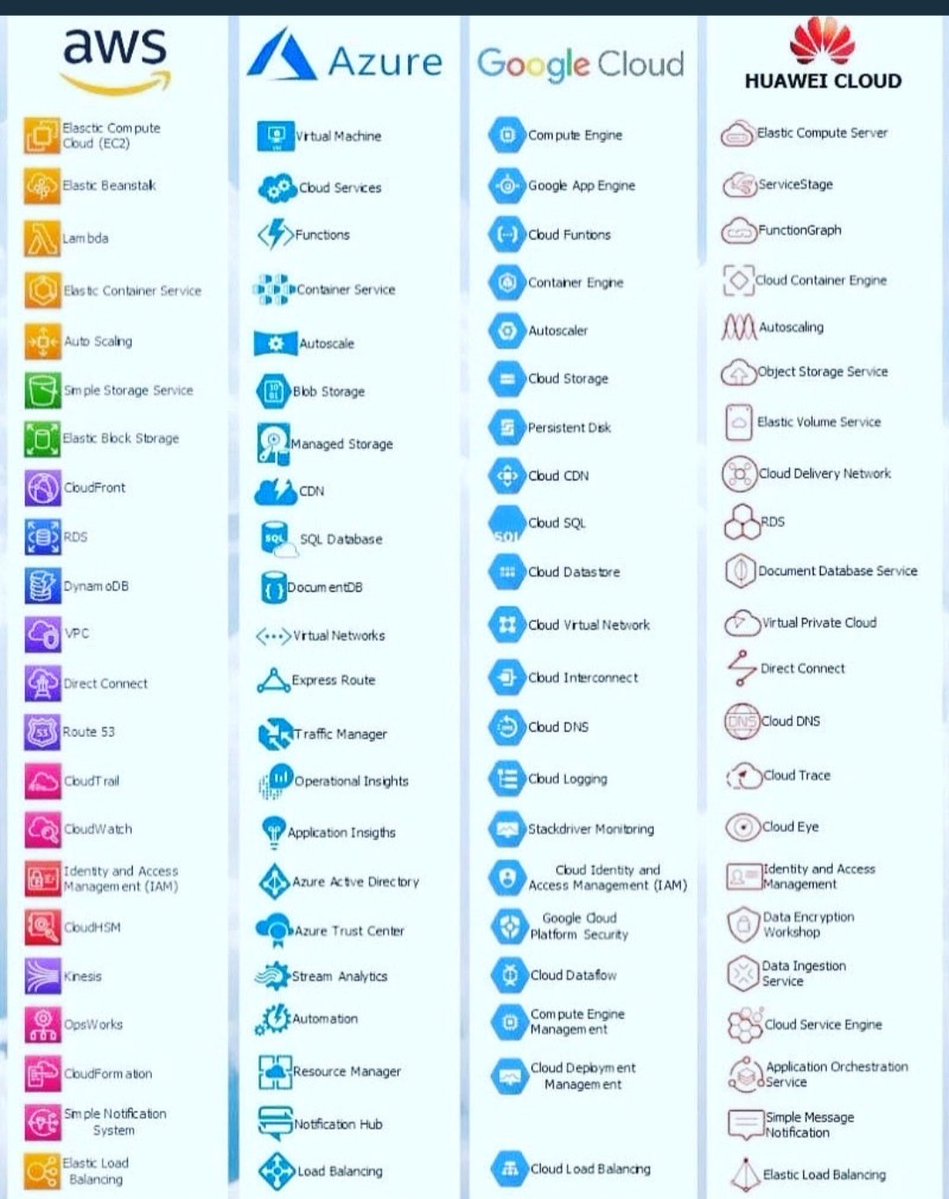 aws
Azure
Google Cloud
HUAWEI CLOUD
Elasctic Compute
Cloud (EC2)
Virtual Machine
Compute Engine
Elastic Compute Server
Elastic Beanstak
Cloud Services
Google App Engine
ServiceStage
Lambda
Functions
Cloud Funtions
FunctionGraph
Elastic Container Service
Container Service
Container Engine
Cloud Container Engine
Auto Scaling
Autoscale
Autoscaler
Autoscaling
Simple Storage Service
Blob Storage
Cloud Storage
Object Storage Service
Elastic Block Storage
Managed Storage
Persistent Disk
Elastic Volume Service
CloudFront
CDN
Cloud CDN
Cloud Delivery Network
RDS
SQL
SQL Database
SQL
Cloud SQL
RDS
DynamoDB
DocumentDB
Cloud Datastore
Document Database Service
VPC
Virtual Networks
Cloud Virtual Network
Virtual Private Cloud
Direct Connect
Express Route
Cloud Interconnect
Direct Connect
53
Route 53
Traffic Manager
Cloud DNS
DNS
Cloud DNS
CloudTrail
Operational Insights
Cloud Logging
Cloud Trace
CloudWatch
Application Insigths
Stackdriver Monitoring
Cloud Eye
Identity and Access
Management (IAM)
Azure Active Directory
Cloud Identity and
Access Management (IAM)
Identity and Access
Management
CloudHSM
Azure Trust Center
Google Cloud
Platform Security
Data Encryption
Workshop
Kinesis
Stream Analytics
Cloud Dataflow
Data Ingestion
Service
OpsWorks
Automation
Compute Engine
Management
Cloud Service Engine
CloudFormation
Resource Manager
Cloud Deployment
Management
Application Orchestration
Service
Simple Notification
System
Notification Hub
Simple Message
Notification
Elastic Load
Balancing
Load Balancing
Cloud Load Balancing
Elastic Load Balancing